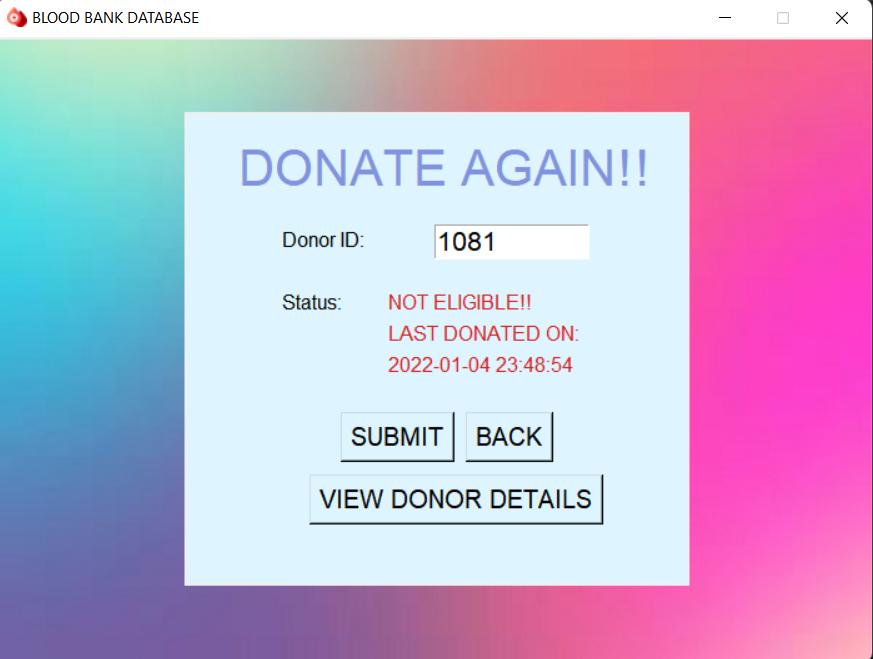 BLOOD BANK DATABASE
DONATE AGAIN!!
Donor ID: 1081
Status: NOT ELIGIBLE!!
LAST DONATED ON:
2022-01-04 23:48:54
SUBMIT BACK
VIEW DONOR DETAILS